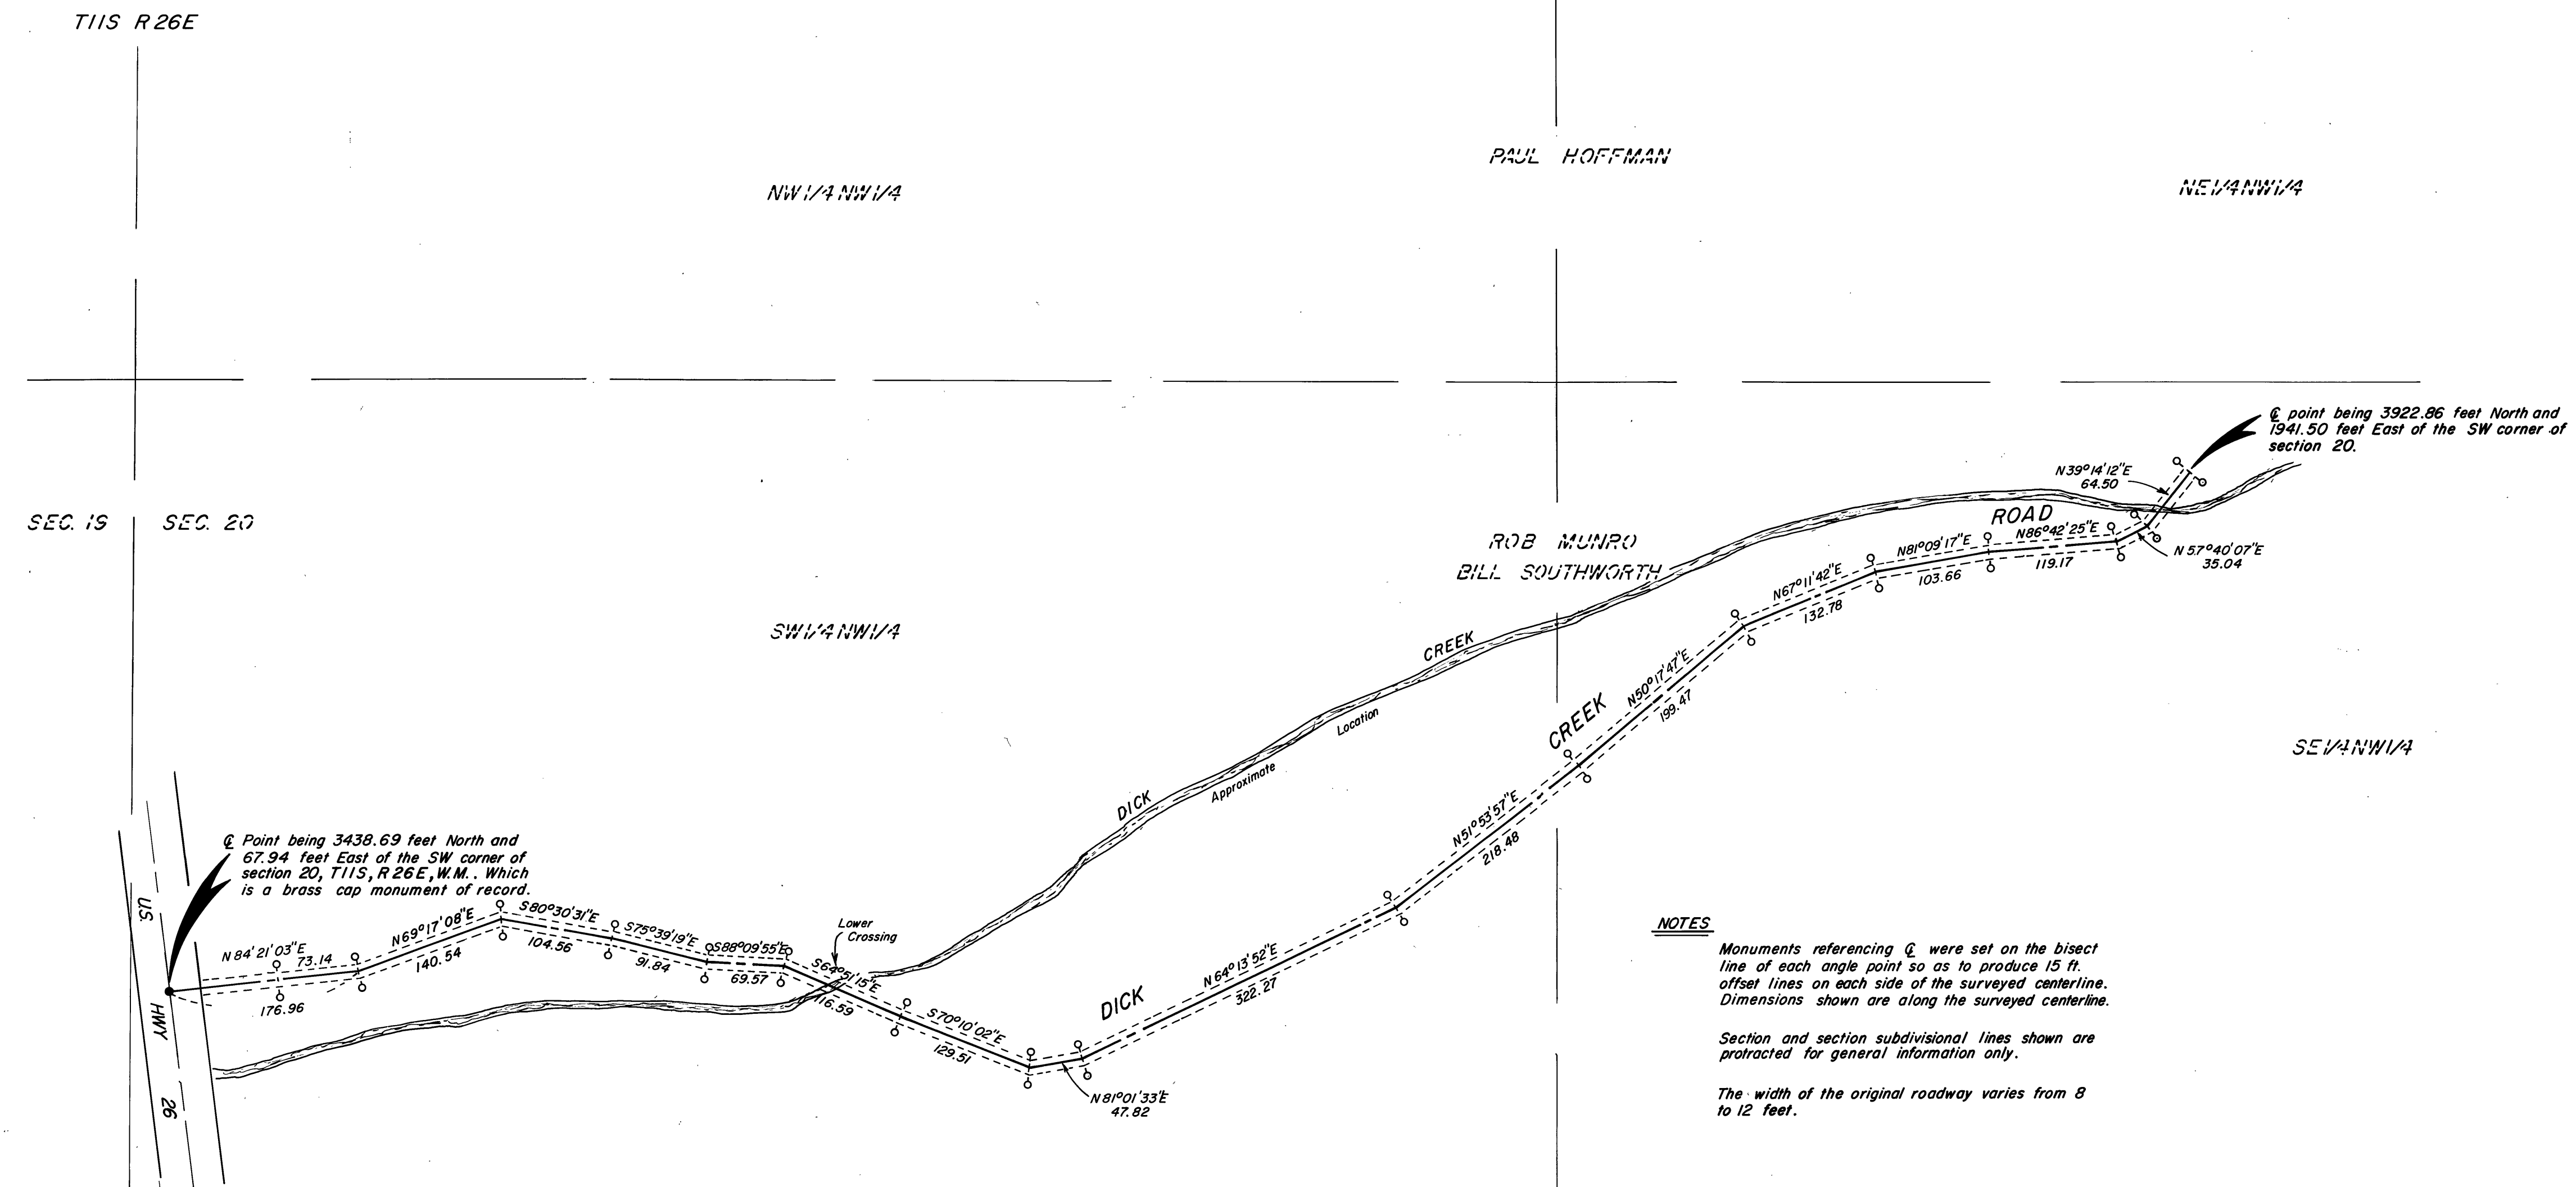 T11S R26E
PAUL HOFFMAN
NW1/4NW1/4
NE1/4NW1/4
℄ point being 3922.86 feet North and
1941.50 feet East of the SW corner of
section 20.
N39°14'12"E
64.50
SEC. 19
SEC. 20
ROAD
ROB MUNRO
BILL SOUTHWORTH
N86°42'25"E
119.17
N57°40'07"E
35.04
N81°09'17"E
103.66
N67°11'42"E
132.78
SW1/4NW1/4
CREEK
N50°17'47"E
199.47
CREEK
Location
SE1/4NW1/4
Approximate
DICK
N51°53'57"E
218.48
℄ Point being 3438.69 feet North and
67.94 feet East of the SW corner of
section 20, T11S, R26E, W.M.. Which
is a brass cap monument of record.
U.S.
HWY
26
N84°21'03"E
73.14
176.96
N69°17'08"E
140.54
S80°30'31"E
104.56
S75°39'19"E
91.84
S88°09'55"E
69.57
Lower
Crossing
S64°51'15"E
116.59
S70°10'02"E
129.51
N81°01'33"E
47.82
DICK
N64°13'52"E
322.27
NOTES
Monuments referencing ℄ were set on the bisect
line of each angle point so as to produce 15 ft.
offset lines on each side of the surveyed centerline.
Dimensions shown are along the surveyed centerline.
Section and section subdivisional lines shown are
protracted for general information only.
The width of the original roadway varies from 8
to 12 feet.